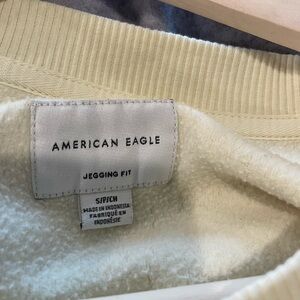 AMERICAN EAGLE
JEGGING FIT
S/P/CH
MADE IN INDONESIA
FABRIQUÉ EN
INDONÉSIE